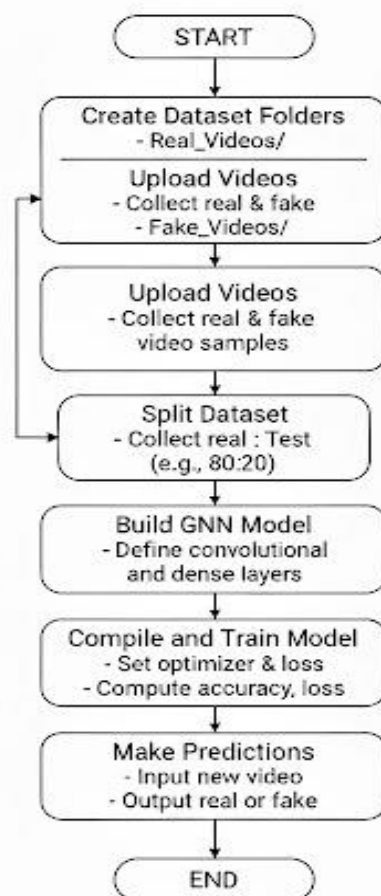 START
Create Dataset Folders
- Real_Videos/
Upload Videos
- Collect real & fake
- Fake_Videos/
Upload Videos
- Collect real & fake
video samples
Split Dataset
- Collect real : Test
(e.g., 80:20)
Build GNN Model
- Define convolutional
and dense layers
Compile and Train Model
- Set optimizer & loss
- Compute accuracy, loss
Make Predictions
- Input new video
- Output real or fake
END